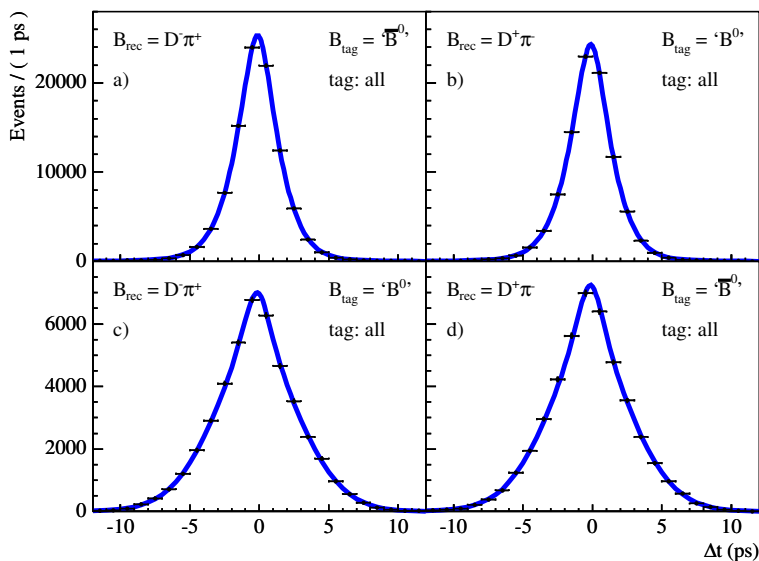 Events / ( 1 ps )
B_rec = D⁻π⁺ B_tag = ‘B̅⁰’
a) tag: all
B_rec = D⁺π⁻ B_tag = ‘B⁰’
b) tag: all
20000
10000
0
B_rec = D⁻π⁺ B_tag = ‘B⁰’
c) tag: all
B_rec = D⁺π⁻ B_tag = ‘B̅⁰’
d) tag: all
6000
4000
2000
0
-10 -5 0 5 10 -10 -5 0 5 10
Δt (ps)